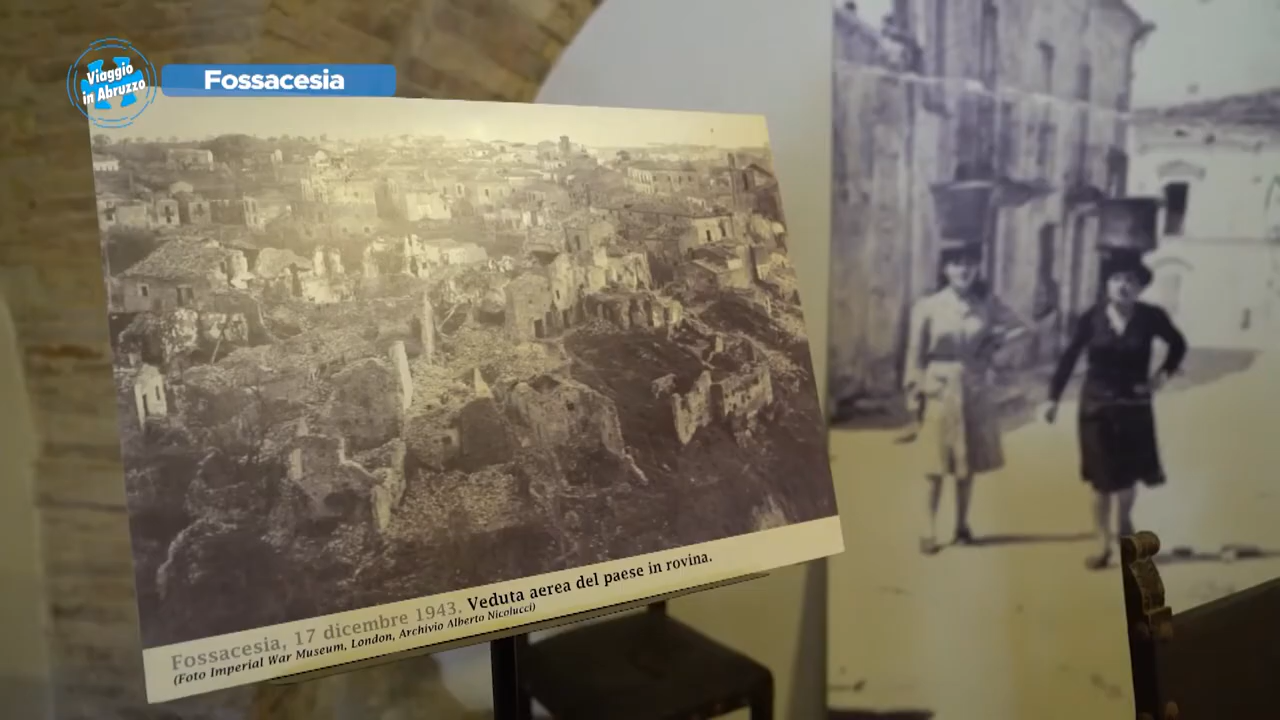 Viaggio
in Abruzzo
Fossacesia
Fossacesia, 17 dicembre 1943. Veduta aerea del paese in rovina.
(Foto Imperial War Museum, London, Archivio Alberto Nicolucci)